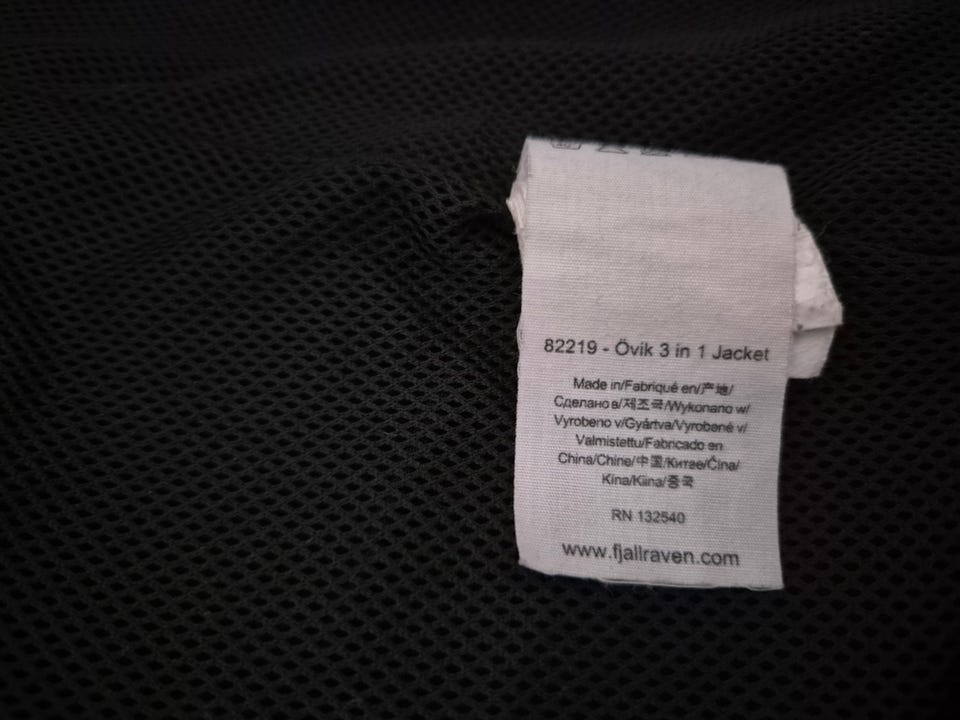 82219 - Övik 3 in 1 Jacket
Made in/Fabriqué en/产地/
Сделано в/제조국/Wykonano w/
Vyrobeno v/Gyártva/Vyrobené v/
Valmistettu/Fabricado en
China/Chine/中国/Китае/Čína/
Kína/Kiina/중국
RN 132540
www.fjallraven.com